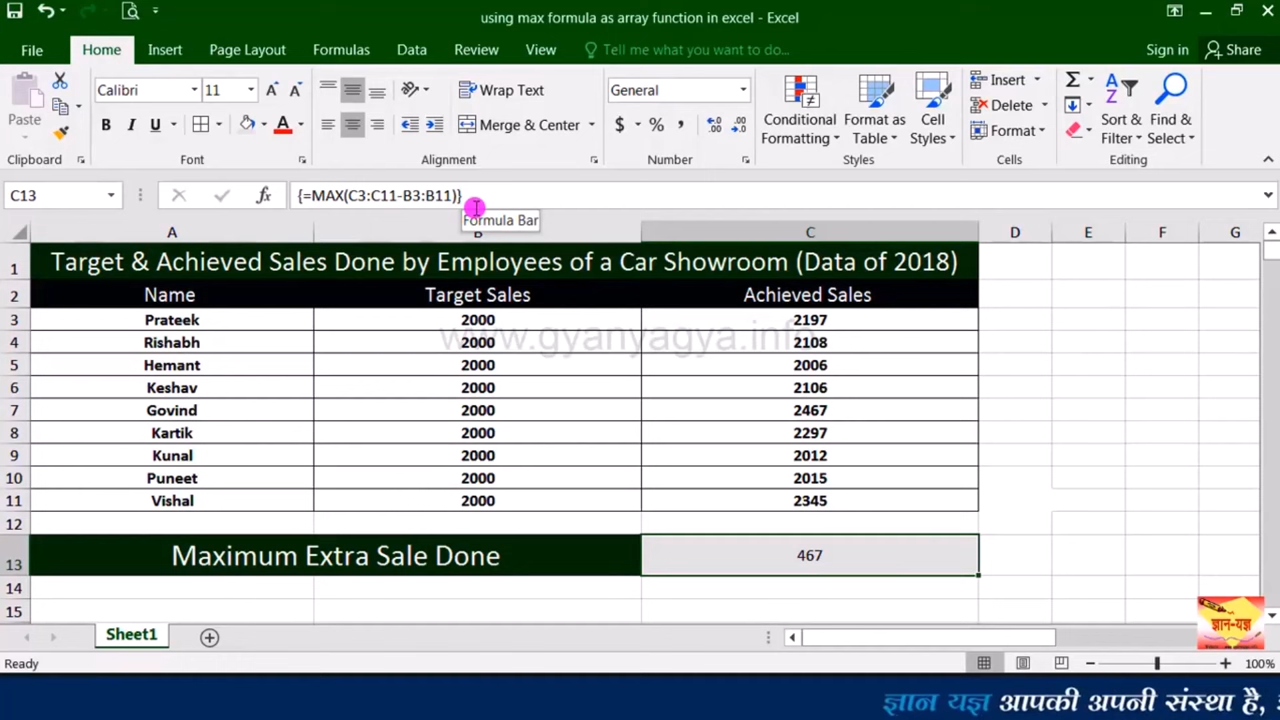 using max formula as array function in excel - Excel
File Home Insert Page Layout Formulas Data Review View Tell me what you want to do... Sign in Share
Calibri 11 Wrap Text General Insert
Paste B I U Merge & Center $ % , Conditional Formatting Format as Table Cell Styles Delete Sort & Filter Find & Select
Format
Clipboard Font Alignment Number Styles Cells Editing
C13 fx {=MAX(C3:C11-B3:B11)}
Formula Bar
A B C D E F G
1 Target & Achieved Sales Done by Employees of a Car Showroom (Data of 2018)
2 Name Target Sales Achieved Sales
3 Prateek 2000 2197
www.gyanyagya.info
4 Rishabh 2000 2108
5 Hemant 2000 2006
6 Keshav 2000 2106
7 Govind 2000 2467
8 Kartik 2000 2297
9 Kunal 2000 2012
10 Puneet 2000 2015
11 Vishal 2000 2345
12
13 Maximum Extra Sale Done 467
14
15
ज्ञान-यज्ञ
Sheet1
Ready 100%
ज्ञान यज्ञ आपकी अपनी संस्था है,